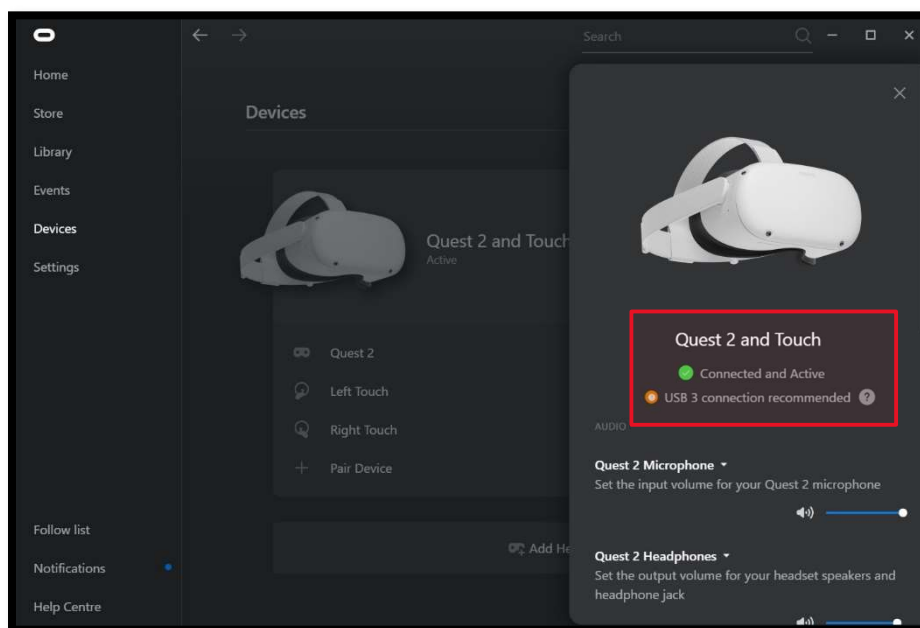 Search
Home
Store
Library
Events
Devices
Settings
Follow list
Notifications
Help Centre
Devices
Quest 2 and Touch
Active
Quest 2
Left Touch
Right Touch
Pair Device
Add
Quest 2 and Touch
Connected and Active
USB 3 connection recommended ?
AUDIO
Quest 2 Microphone
Set the input volume for your Quest 2 microphone
Quest 2 Headphones
Set the output volume for your headset speakers and
headphone jack